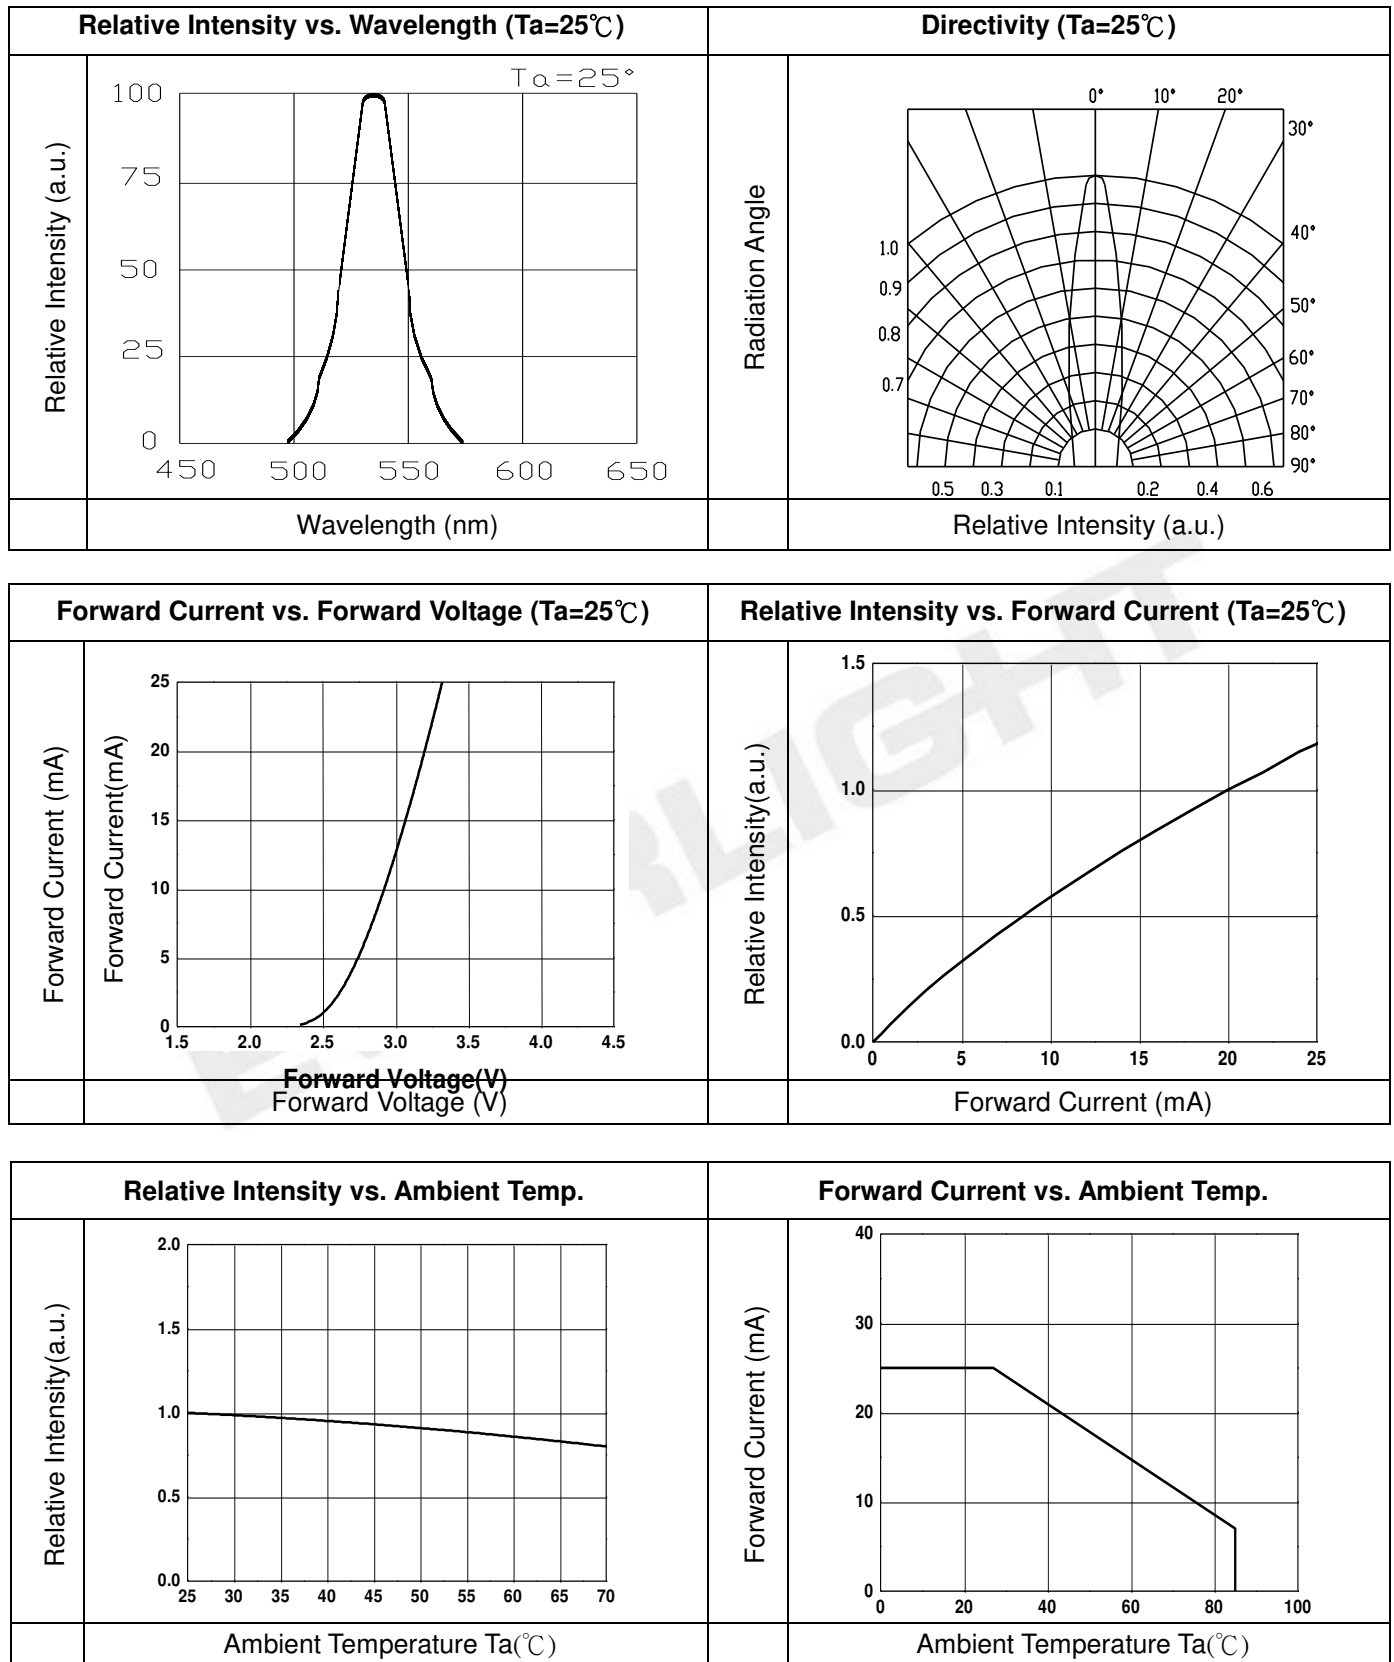 Relative Intensity vs. Wavelength (Ta=25℃)
Directivity (Ta=25℃)
Relative Intensity (a.u.)
Ta=25°
100
75
50
25
0
450 500 550 600 650
Wavelength (nm)
Radiation Angle
0° 10° 20°
30°
40°
50°
60°
70°
80°
90°
1.0
0.9
0.8
0.7
0.5 0.3 0.1 0.2 0.4 0.6
Relative Intensity (a.u.)
Forward Current vs. Forward Voltage (Ta=25℃)
Relative Intensity vs. Forward Current (Ta=25℃)
Forward Current (mA)
Forward Current(mA)
25
20
15
10
5
0
1.5 2.0 2.5 3.0 3.5 4.0 4.5
Forward Voltage(V)
Forward Voltage (V)
Relative Intensity(a.u.)
1.5
1.0
0.5
0.0
0 5 10 15 20 25
Forward Current (mA)
EVERLIGHT
Relative Intensity vs. Ambient Temp.
Forward Current vs. Ambient Temp.
Relative Intensity(a.u.)
2.0
1.5
1.0
0.5
0.0
25 30 35 40 45 50 55 60 65 70
Ambient Temperature Ta(℃)
Forward Current (mA)
40
30
20
10
0
0 20 40 60 80 100
Ambient Temperature Ta(℃)